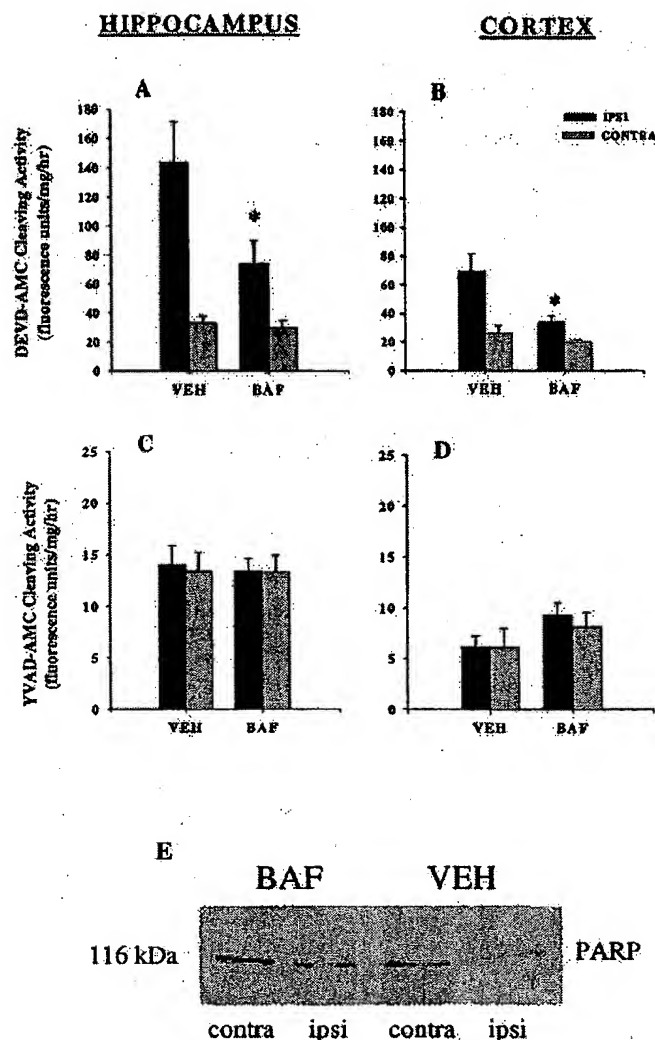 HIPPOCAMPUS
CORTEX
A
DEVD-AMC Cleaving Activity
(fluorescence units/mg/hr)
180
160
140
120
100
80
60
40
20
0
*
VEH BAF
B
180
160
140
120
100
80
60
40
20
0
IPSI
CONTRA
*
VEH BAF
C
YVAD-AMC Cleaving Activity
(fluorescence units/mg/hr)
25
20
15
10
5
0
VEH BAF
D
25
20
15
10
5
0
VEH BAF
E
BAF VEH
116 kDa PARP
contra ipsi contra ipsi